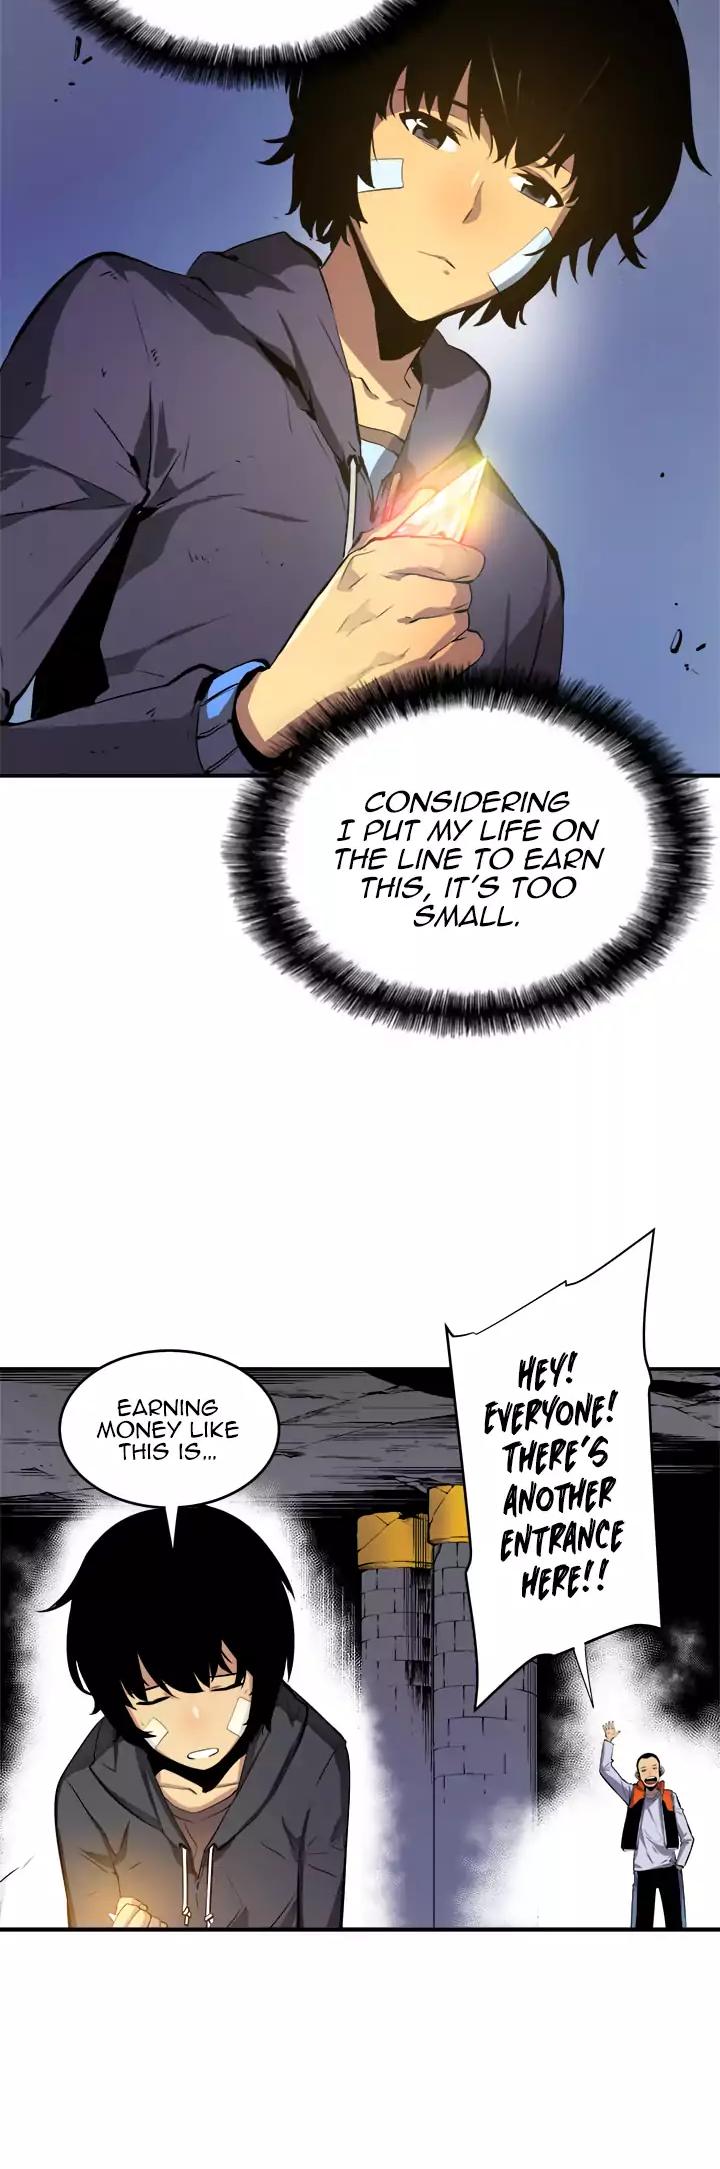 CONSIDERING
I PUT MY LIFE ON
THE LINE TO EARN
THIS, IT'S TOO
SMALL.
EARNING
MONEY LIKE
THIS IS...
HEY!
EVERYONE!
THERE'S
ANOTHER
ENTRANCE
HERE!!